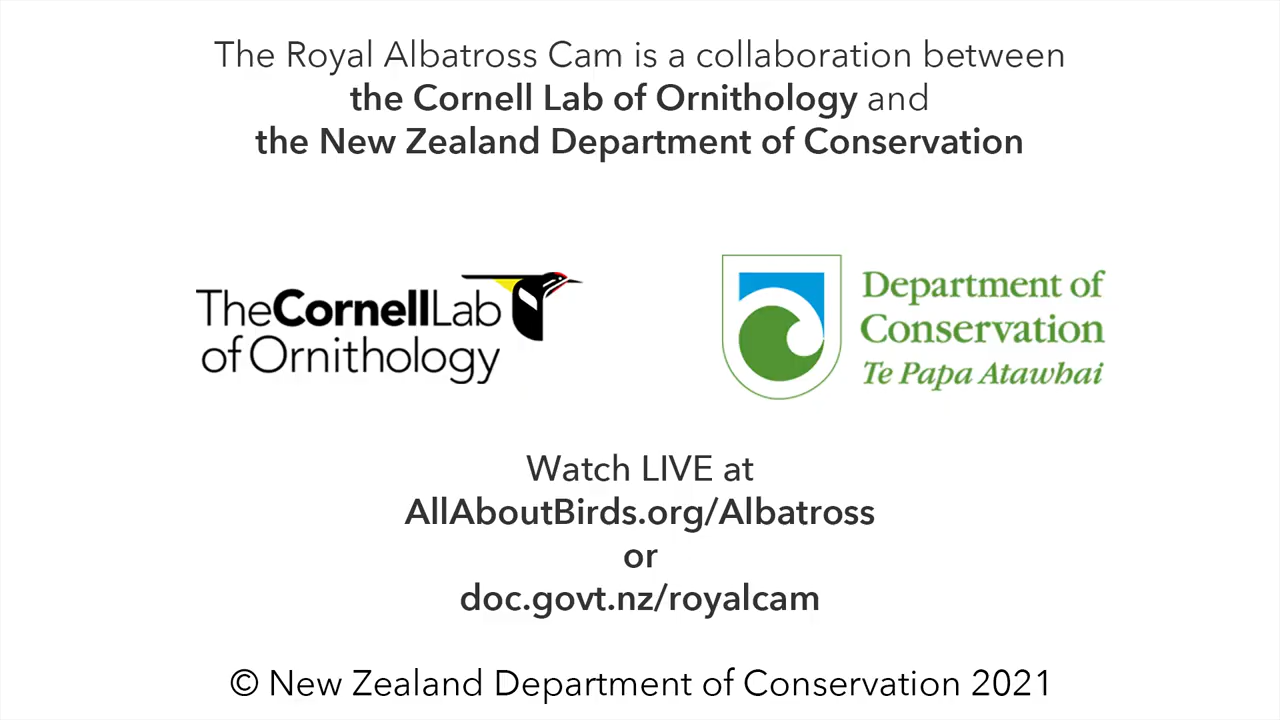 The Royal Albatross Cam is a collaboration between
the Cornell Lab of Ornithology and
the New Zealand Department of Conservation
TheCornellLab
of Ornithology
Department of
Conservation
Te Papa Atawhai
Watch LIVE at
AllAboutBirds.org/Albatross
or
doc.govt.nz/royalcam
© New Zealand Department of Conservation 2021